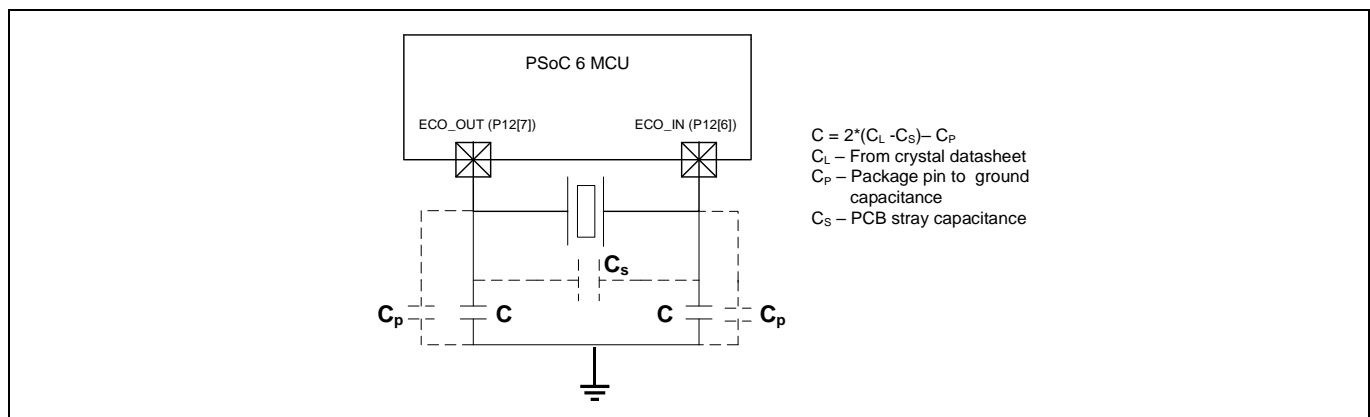 PSoC 6 MCU
ECO_OUT (P12[7])
ECO_IN (P12[6])
C = 2*(CL -CS)– CP
CL – From crystal datasheet
CP – Package pin to ground
capacitance
CS – PCB stray capacitance
Cs
Cp
C
C
Cp